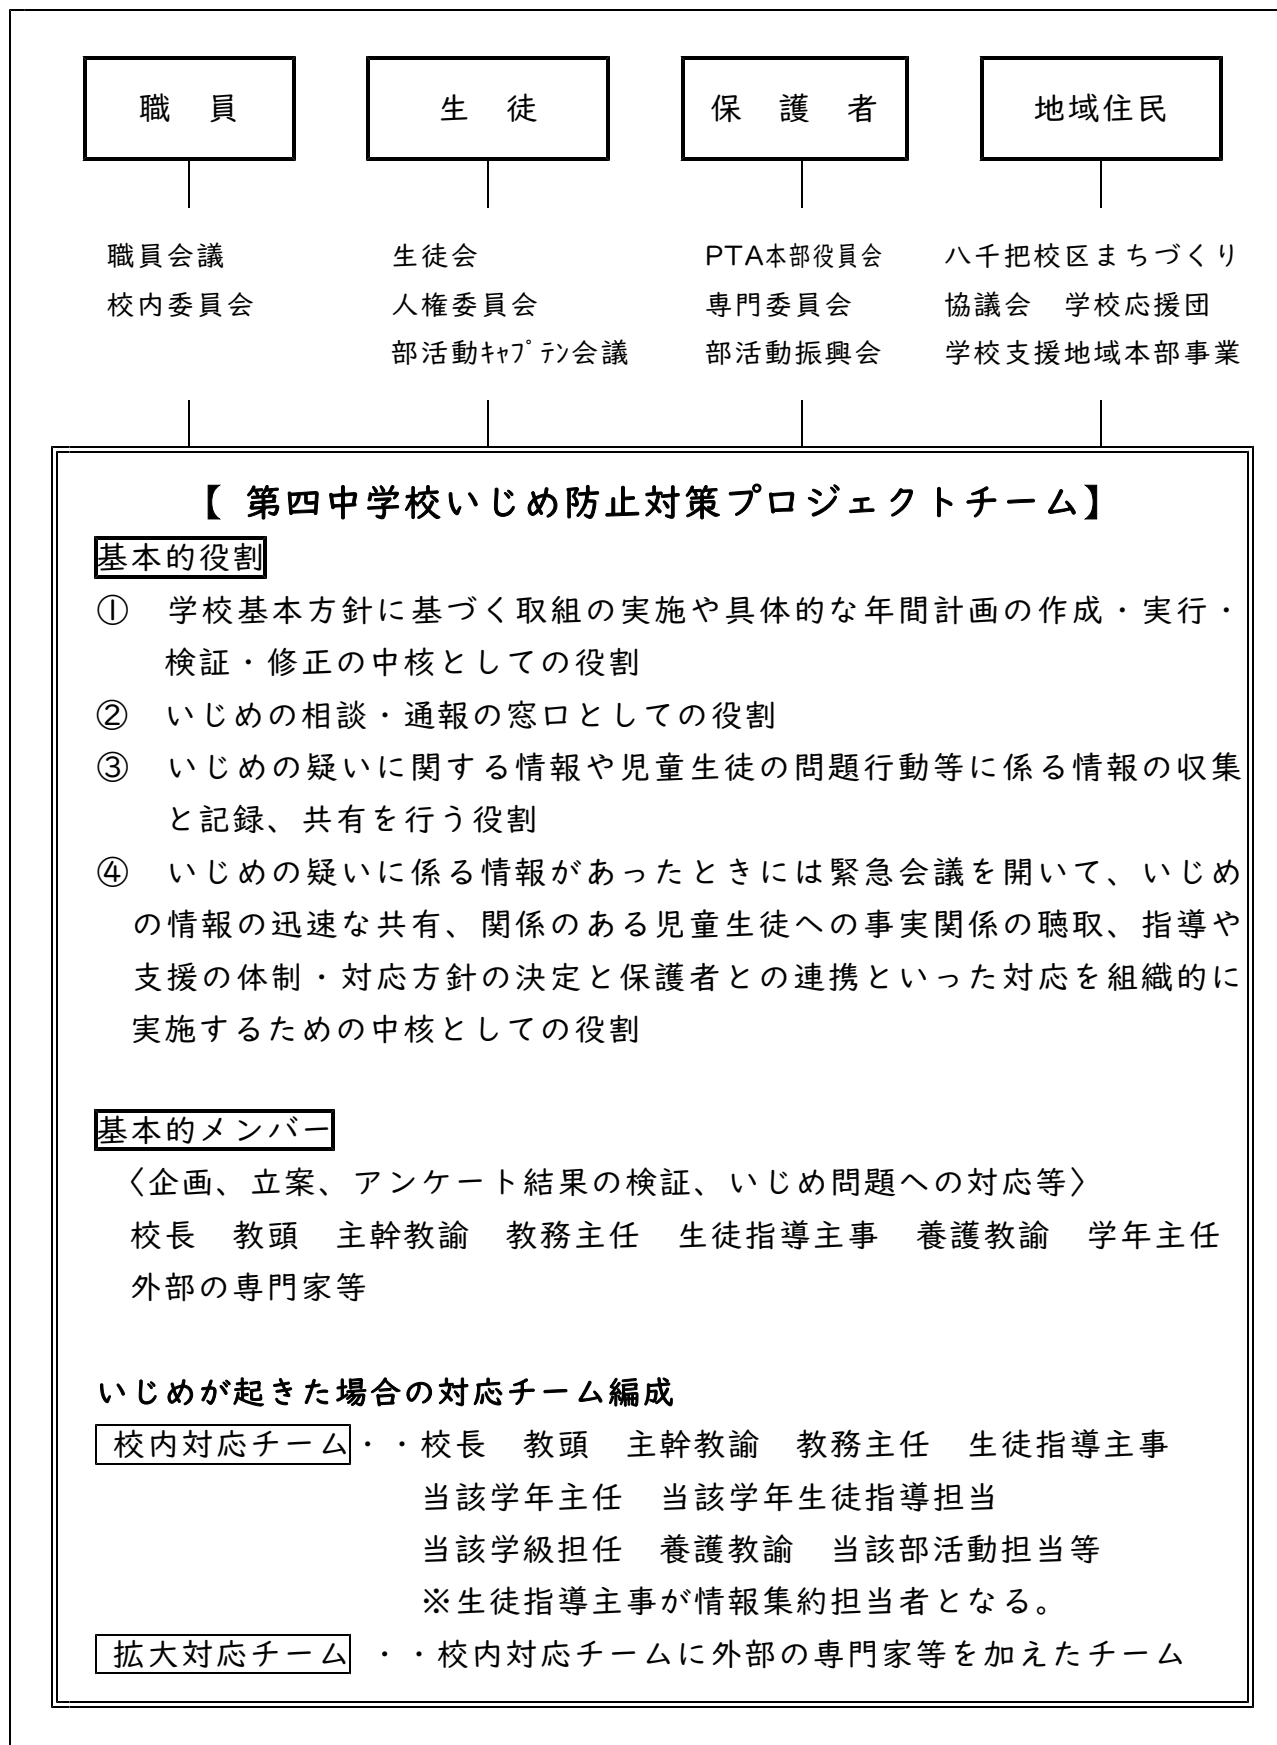 職　員
生　徒
保　護　者
地域住民
職員会議
校内委員会
生徒会
人権委員会
部活動ｷｬﾌﾟﾃﾝ会議
PTA本部役員会
専門委員会
部活動振興会
八千把校区まちづくり
協議会　学校応援団
学校支援地域本部事業
【 第四中学校いじめ防止対策プロジェクトチーム】
基本的役割
①　学校基本方針に基づく取組の実施や具体的な年間計画の作成・実行・
検証・修正の中核としての役割
②　いじめの相談・通報の窓口としての役割
③　いじめの疑いに関する情報や児童生徒の問題行動等に係る情報の収集
と記録、共有を行う役割
④　いじめの疑いに係る情報があったときには緊急会議を開いて、いじめ
の情報の迅速な共有、関係のある児童生徒への事実関係の聴取、指導や
支援の体制・対応方針の決定と保護者との連携といった対応を組織的に
実施するための中核としての役割
基本的メンバー
〈企画、立案、アンケート結果の検証、いじめ問題への対応等〉
校長　教頭　主幹教諭　教務主任　生徒指導主事　養護教諭　学年主任
外部の専門家等
いじめが起きた場合の対応チーム編成
校内対応チーム・・校長　教頭　主幹教諭　教務主任　生徒指導主事
当該学年主任　当該学年生徒指導担当
当該学級担任　養護教諭　当該部活動担当等
※生徒指導主事が情報集約担当者となる。
拡大対応チーム　・・校内対応チームに外部の専門家等を加えたチーム